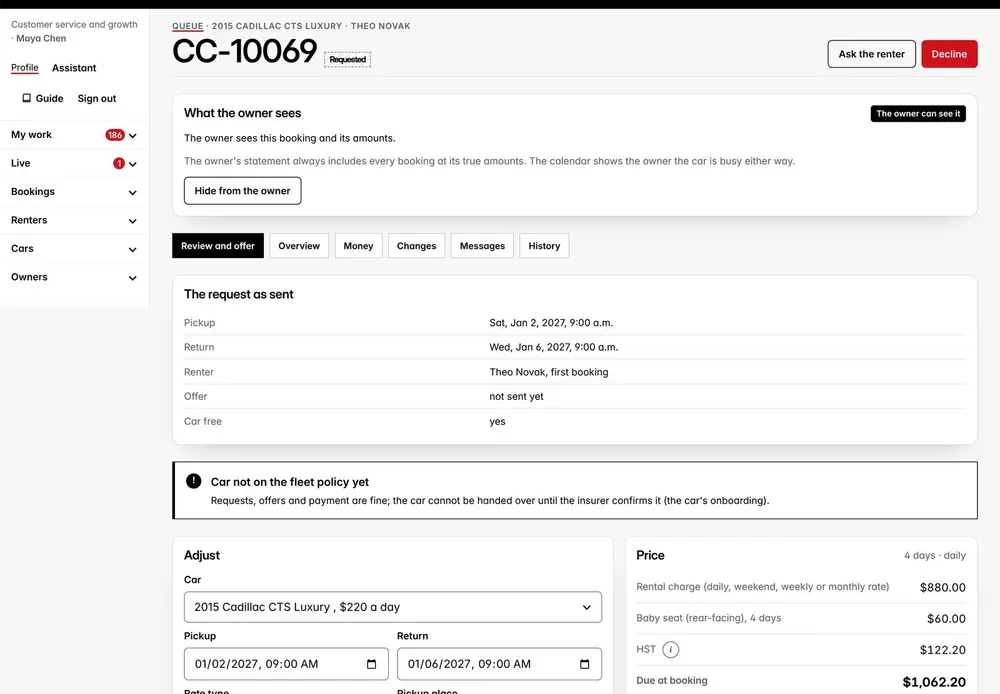 Customer service and growth
· Maya Chen
Profile
Assistant
Guide
Sign out
My work
186
Live
1
Bookings
Renters
Cars
Owners
QUEUE · 2015 CADILLAC CTS LUXURY · THEO NOVAK
CC-10069
Requested
Ask the renter
Decline
What the owner sees
The owner can see it
The owner sees this booking and its amounts.
The owner's statement always includes every booking at its true amounts. The calendar shows the owner the car is busy either way.
Hide from the owner
Review and offer
Overview
Money
Changes
Messages
History
The request as sent
Pickup Sat, Jan 2, 2027, 9:00 a.m.
Return Wed, Jan 6, 2027, 9:00 a.m.
Renter Theo Novak, first booking
Offer not sent yet
Car free yes
! Car not on the fleet policy yet
Requests, offers and payment are fine; the car cannot be handed over until the insurer confirms it (the car's onboarding).
Adjust
Car
2015 Cadillac CTS Luxury , $220 a day
Pickup
Return
01/02/2027, 09:00 AM
01/06/2027, 09:00 AM
Rate type
Pickup place
Price
4 days · daily
Rental charge (daily, weekend, weekly or monthly rate) $880.00
Baby seat (rear-facing), 4 days $60.00
HST i $122.20
Due at booking $1,062.20